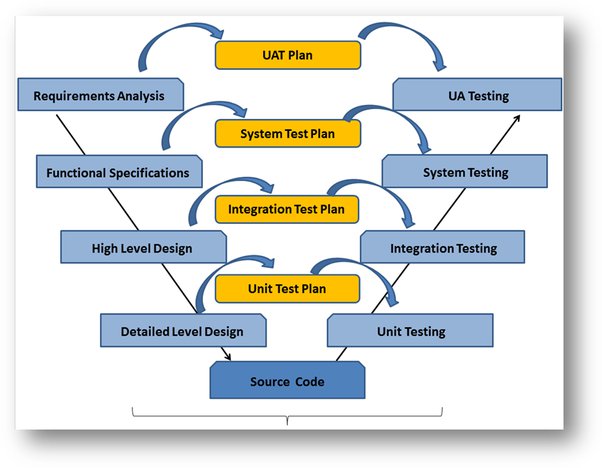 UAT Plan
Requirements Analysis
UA Testing
System Test Plan
Functional Specifications
System Testing
Integration Test Plan
High Level Design
Integration Testing
Unit Test Plan
Detailed Level Design
Unit Testing
Source Code